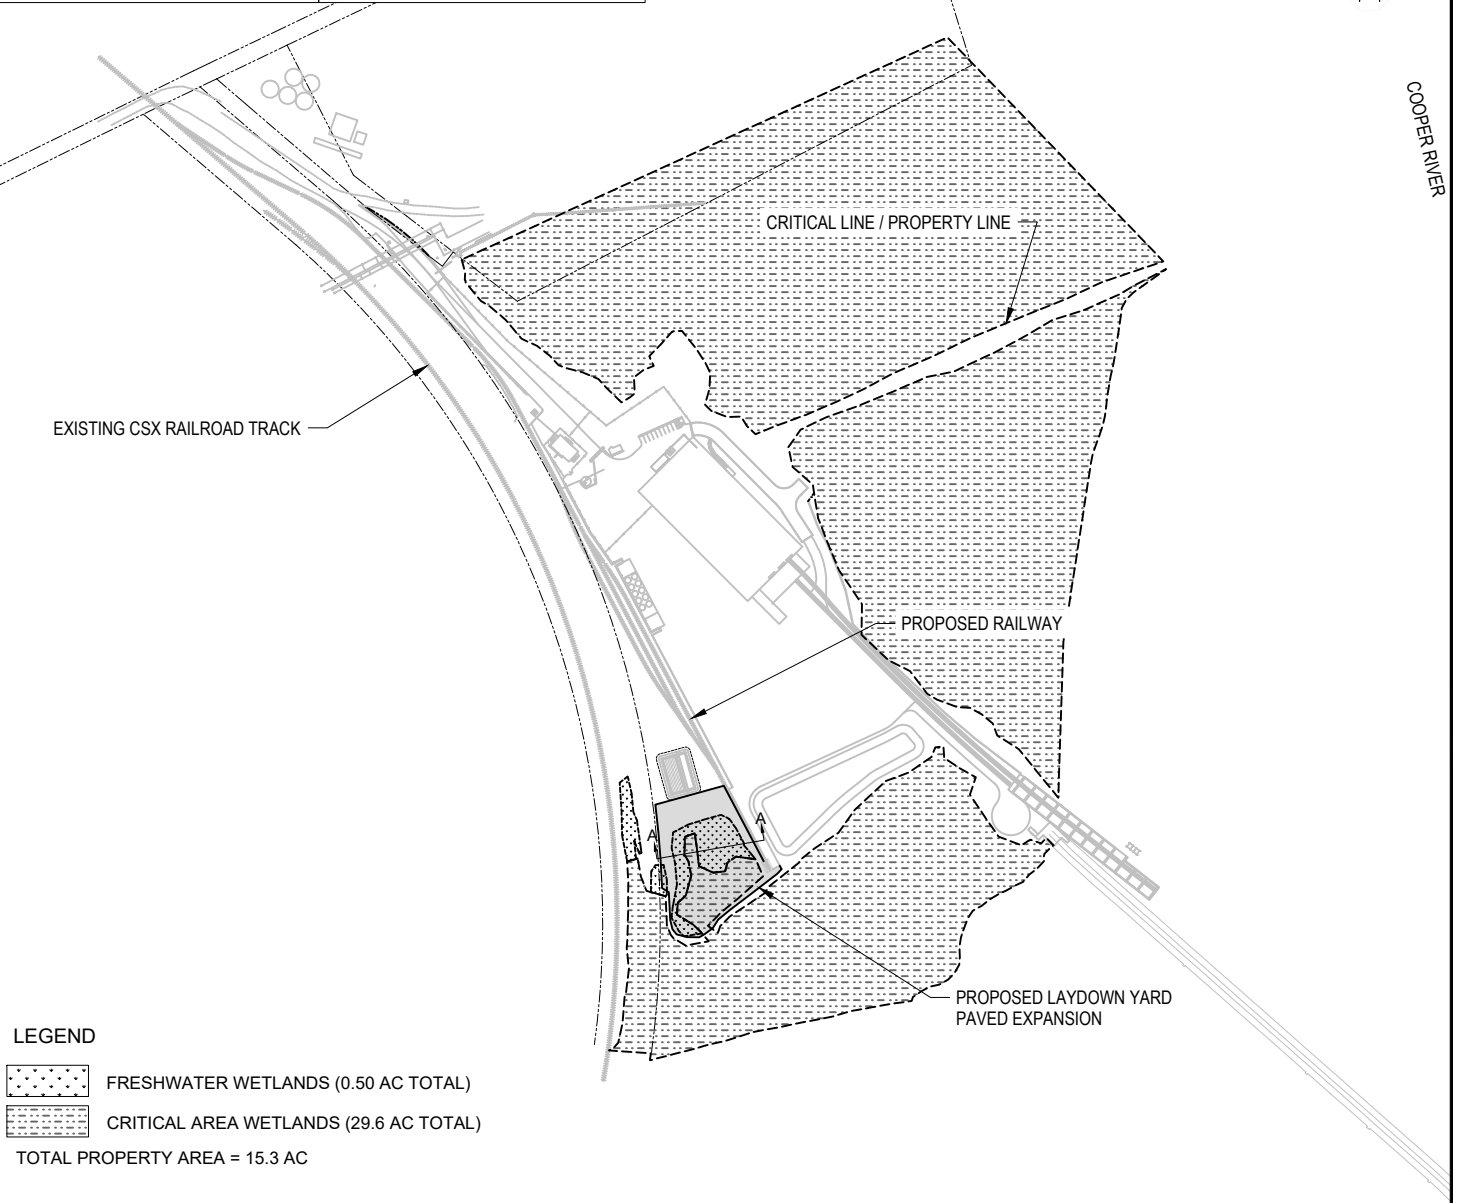 COOPER RIVER
CRITICAL LINE / PROPERTY LINE
EXISTING CSX RAILROAD TRACK
PROPOSED RAILWAY
A
A
PROPOSED LAYDOWN YARD
PAVED EXPANSION
LEGEND
FRESHWATER WETLANDS (0.50 AC TOTAL)
CRITICAL AREA WETLANDS (29.6 AC TOTAL)
TOTAL PROPERTY AREA = 15.3 AC